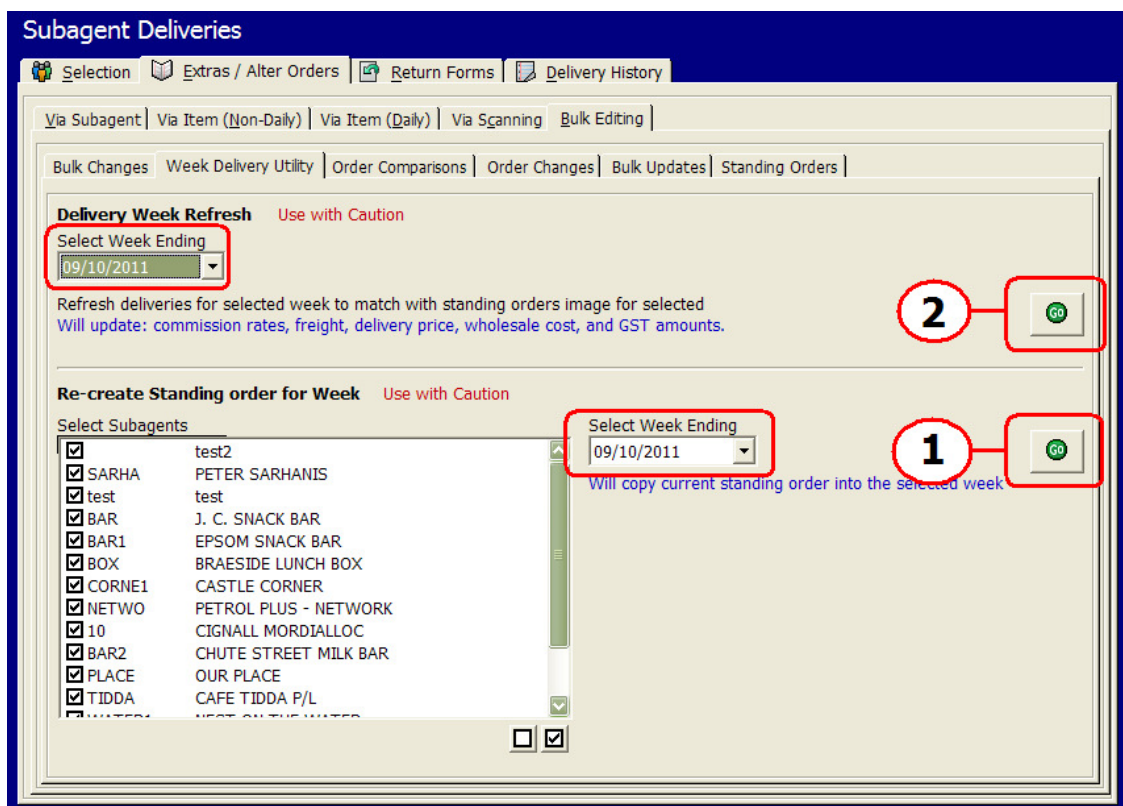 Subagent Deliveries
Selection Extras / Alter Orders Return Forms Delivery History
Via Subagent Via Item (Non-Daily) Via Item (Daily) Via Scanning Bulk Editing
Bulk Changes Week Delivery Utility Order Comparisons Order Changes Bulk Updates Standing Orders
Delivery Week Refresh Use with Caution
Select Week Ending
09/10/2011
Refresh deliveries for selected week to match with standing orders image for selected
Will update: commission rates, freight, delivery price, wholesale cost, and GST amounts.
2 GO
Re-create Standing order for Week Use with Caution
Select Subagents
Select Week Ending
09/10/2011
Will copy current standing order into the selected week
1 GO
test2
SARHA PETER SARHANIS
test test
BAR J. C. SNACK BAR
BAR1 EPSOM SNACK BAR
BOX BRAESIDE LUNCH BOX
CORNE1 CASTLE CORNER
NETWO PETROL PLUS - NETWORK
10 CIGNALL MORDIALLOC
BAR2 CHUTE STREET MILK BAR
PLACE OUR PLACE
TIDDA CAFE TIDDA P/L
WATER1 NEST ON THE WATER